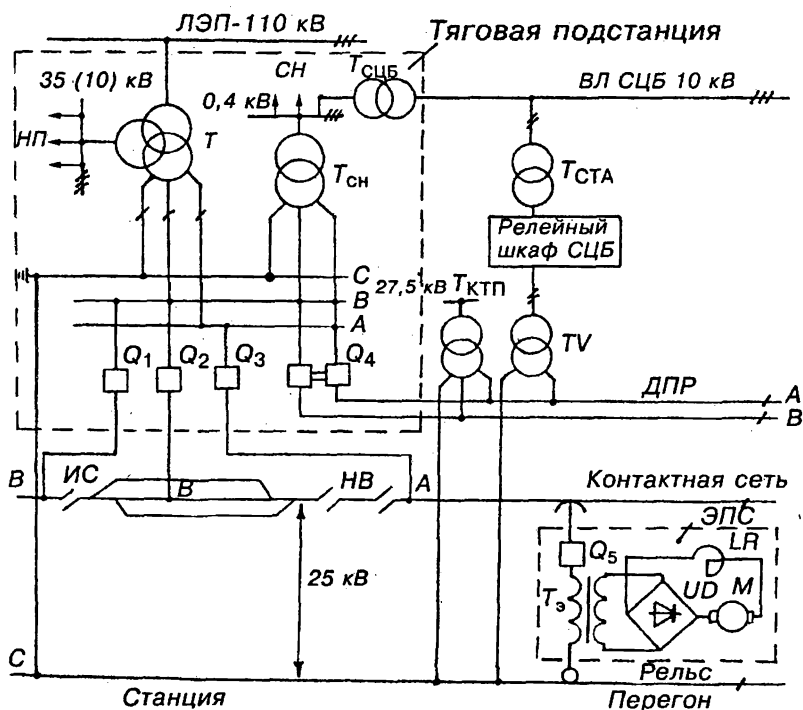 ЛЭП-110 кВ
Тяговая подстанция
35 (10) кВ
СН
ТСЦБ
ВЛ СЦБ 10 кВ
0,4 кВ
НП
Т
ТСН
ТСТА
Релейный
шкаф СЦБ
С
27,5 кВ ТКТП
В
А
TV
Q1
Q2
Q3
Q4
ДПР
А
В
В
ИС
В
НВ
А
Контактная сеть
ЭПС
Q5
LR
25 кВ
Тэ
UD
М
С
Рельс
Станция
Перегон